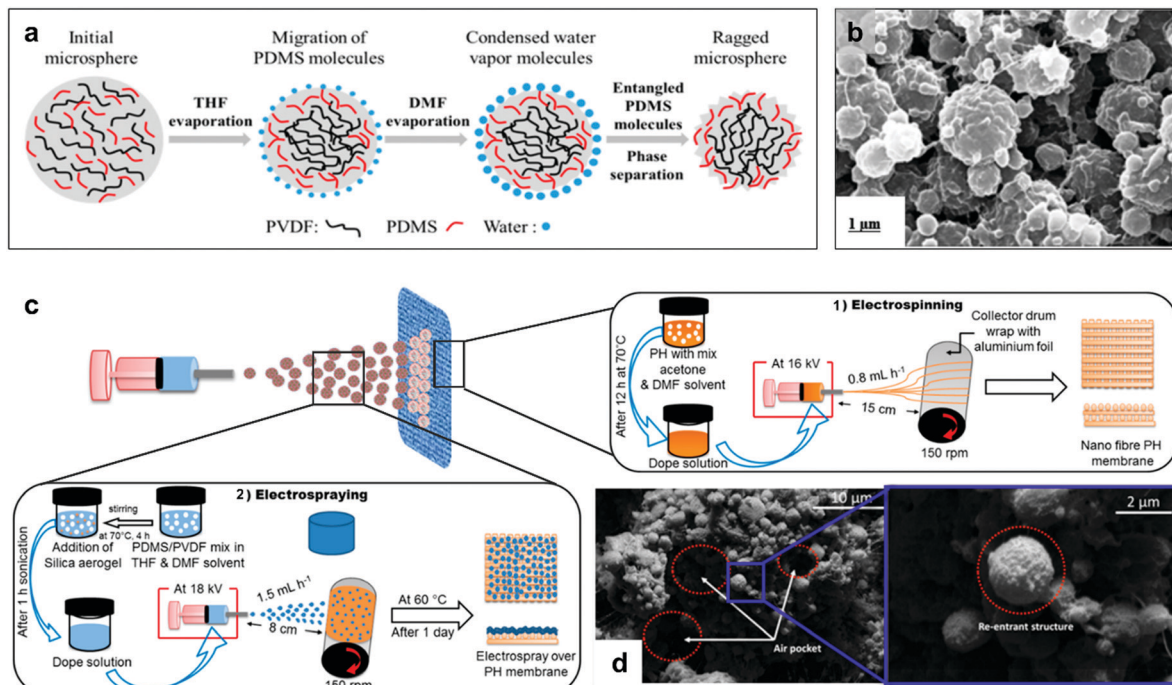 a
Initial
microsphere
Migration of
PDMS molecules
Condensed water
vapor molecules
Ragged
microsphere
THF
evaporation
DMF
evaporation
Entangled
PDMS
molecules
Phase
separation
PVDF:
PDMS
Water :
b
1 μm
c
1) Electrospinning
PH with mix
acetone
& DMF solvent
After 12 h at 70°C
Dope solution
At 16 kV
0.8 mL h⁻¹
15 cm
Collector drum
wrap with
aluminium foil
150 rpm
Nano fibre PH
membrane
2) Electrospraying
stirring
at 70°C, 4 h
Addition of
Silica aerogel
PDMS/PVDF mix in
THF & DMF solvent
After 1 h sonication
Dope solution
At 18 kV
1.5 mL h⁻¹
8 cm
150 rpm
At 60 °C
After 1 day
Electrospray over
PH membrane
d
10 μm
Air pocket
2 μm
Re-entrant structure